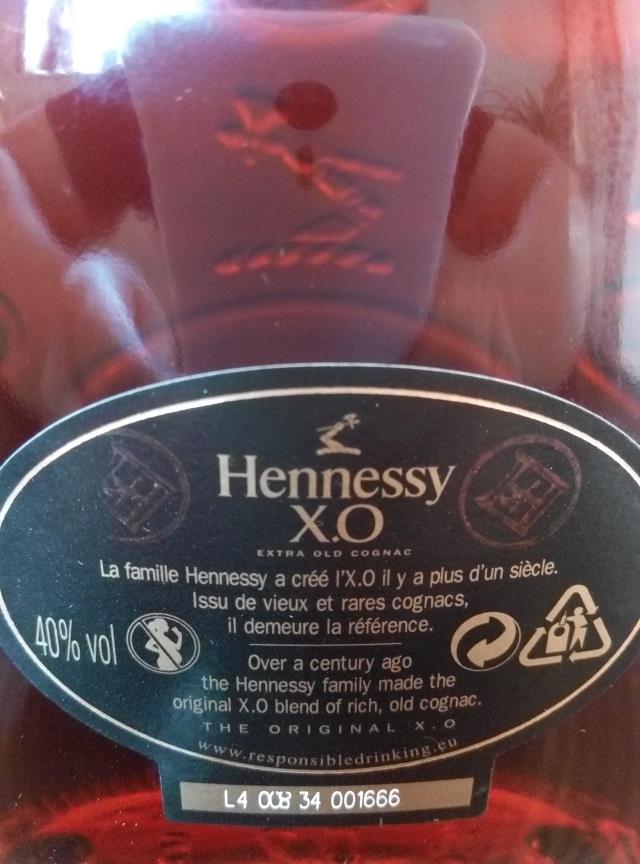 Hennessy
X.O
EXTRA OLD COGNAC
La famille Hennessy a créé l'X.O il y a plus d'un siècle.
Issu de vieux et rares cognacs,
il demeure la référence.
40% vol
Over a century ago
the Hennessy family made the
original X.O blend of rich, old cognac.
THE ORIGINAL X.O
www.responsibledrinking.eu
L4 008 34 001666